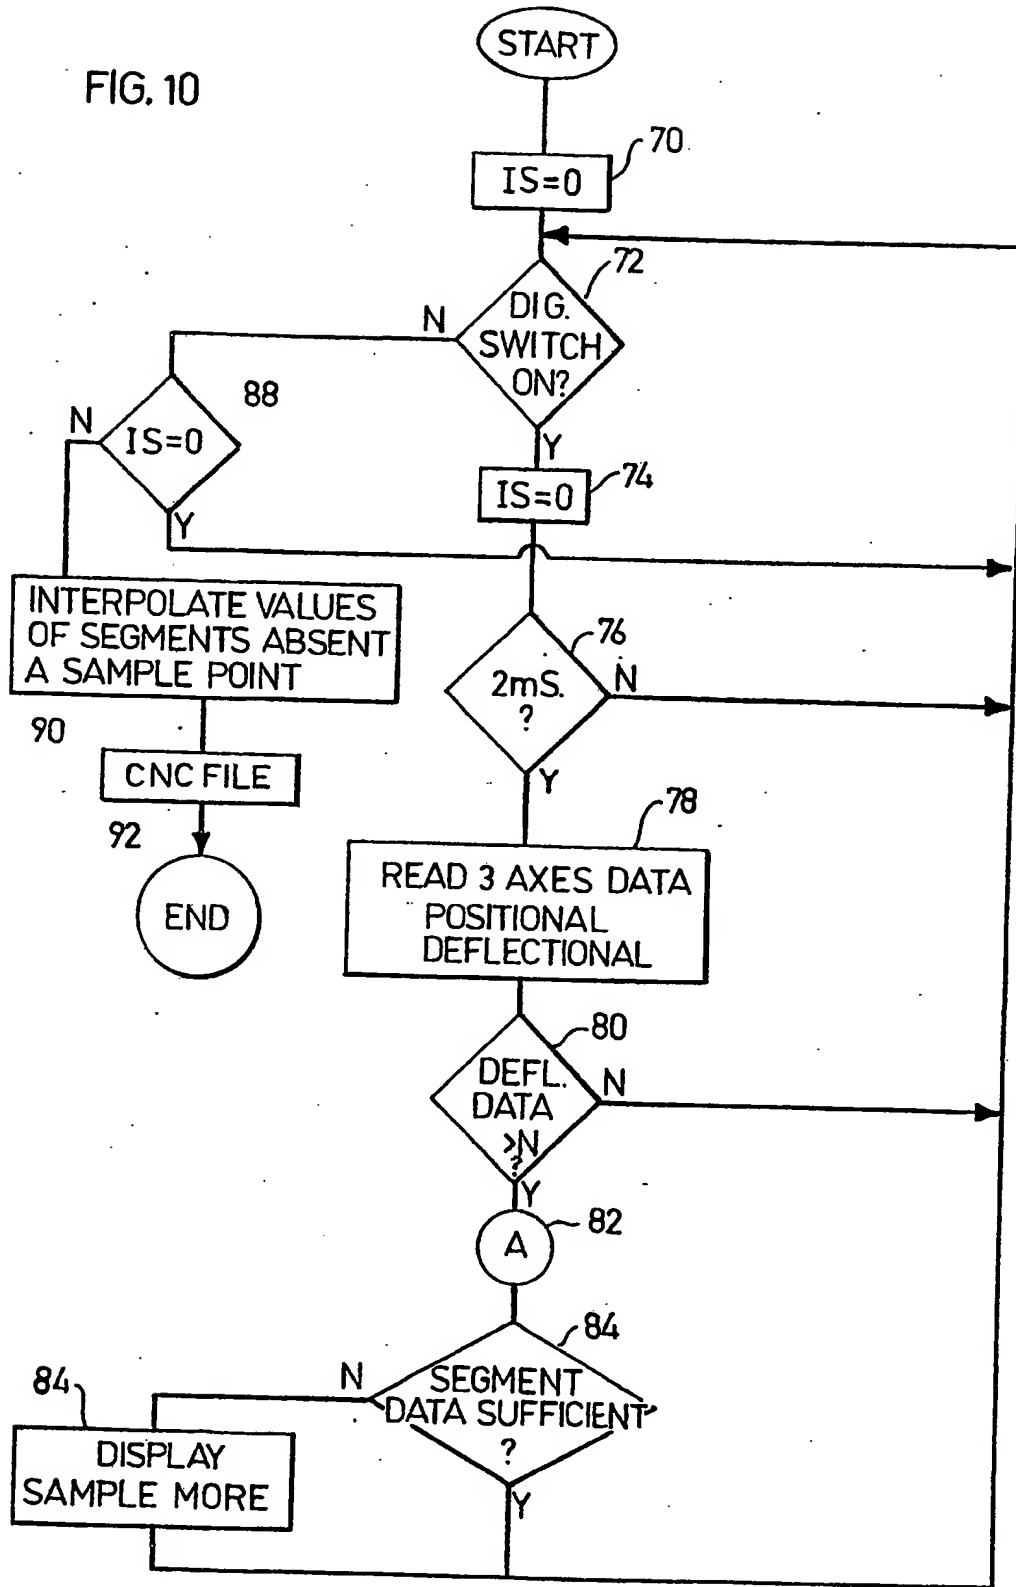 START
FIG. 10
70
IS=0
72
DIG.
SWITCH
ON?
N
Y
88
IS=0
N
Y
74
IS=0
INTERPOLATE VALUES
OF SEGMENTS ABSENT
A SAMPLE POINT
76
2mS.
?
N
Y
90
CNC FILE
92
END
78
READ 3 AXES DATA
POSITIONAL
DEFLECTIONAL
80
DEFL.
DATA
>N
?
N
Y
82
A
84
SEGMENT
DATA SUFFICIENT
?
N
Y
84
DISPLAY
SAMPLE MORE